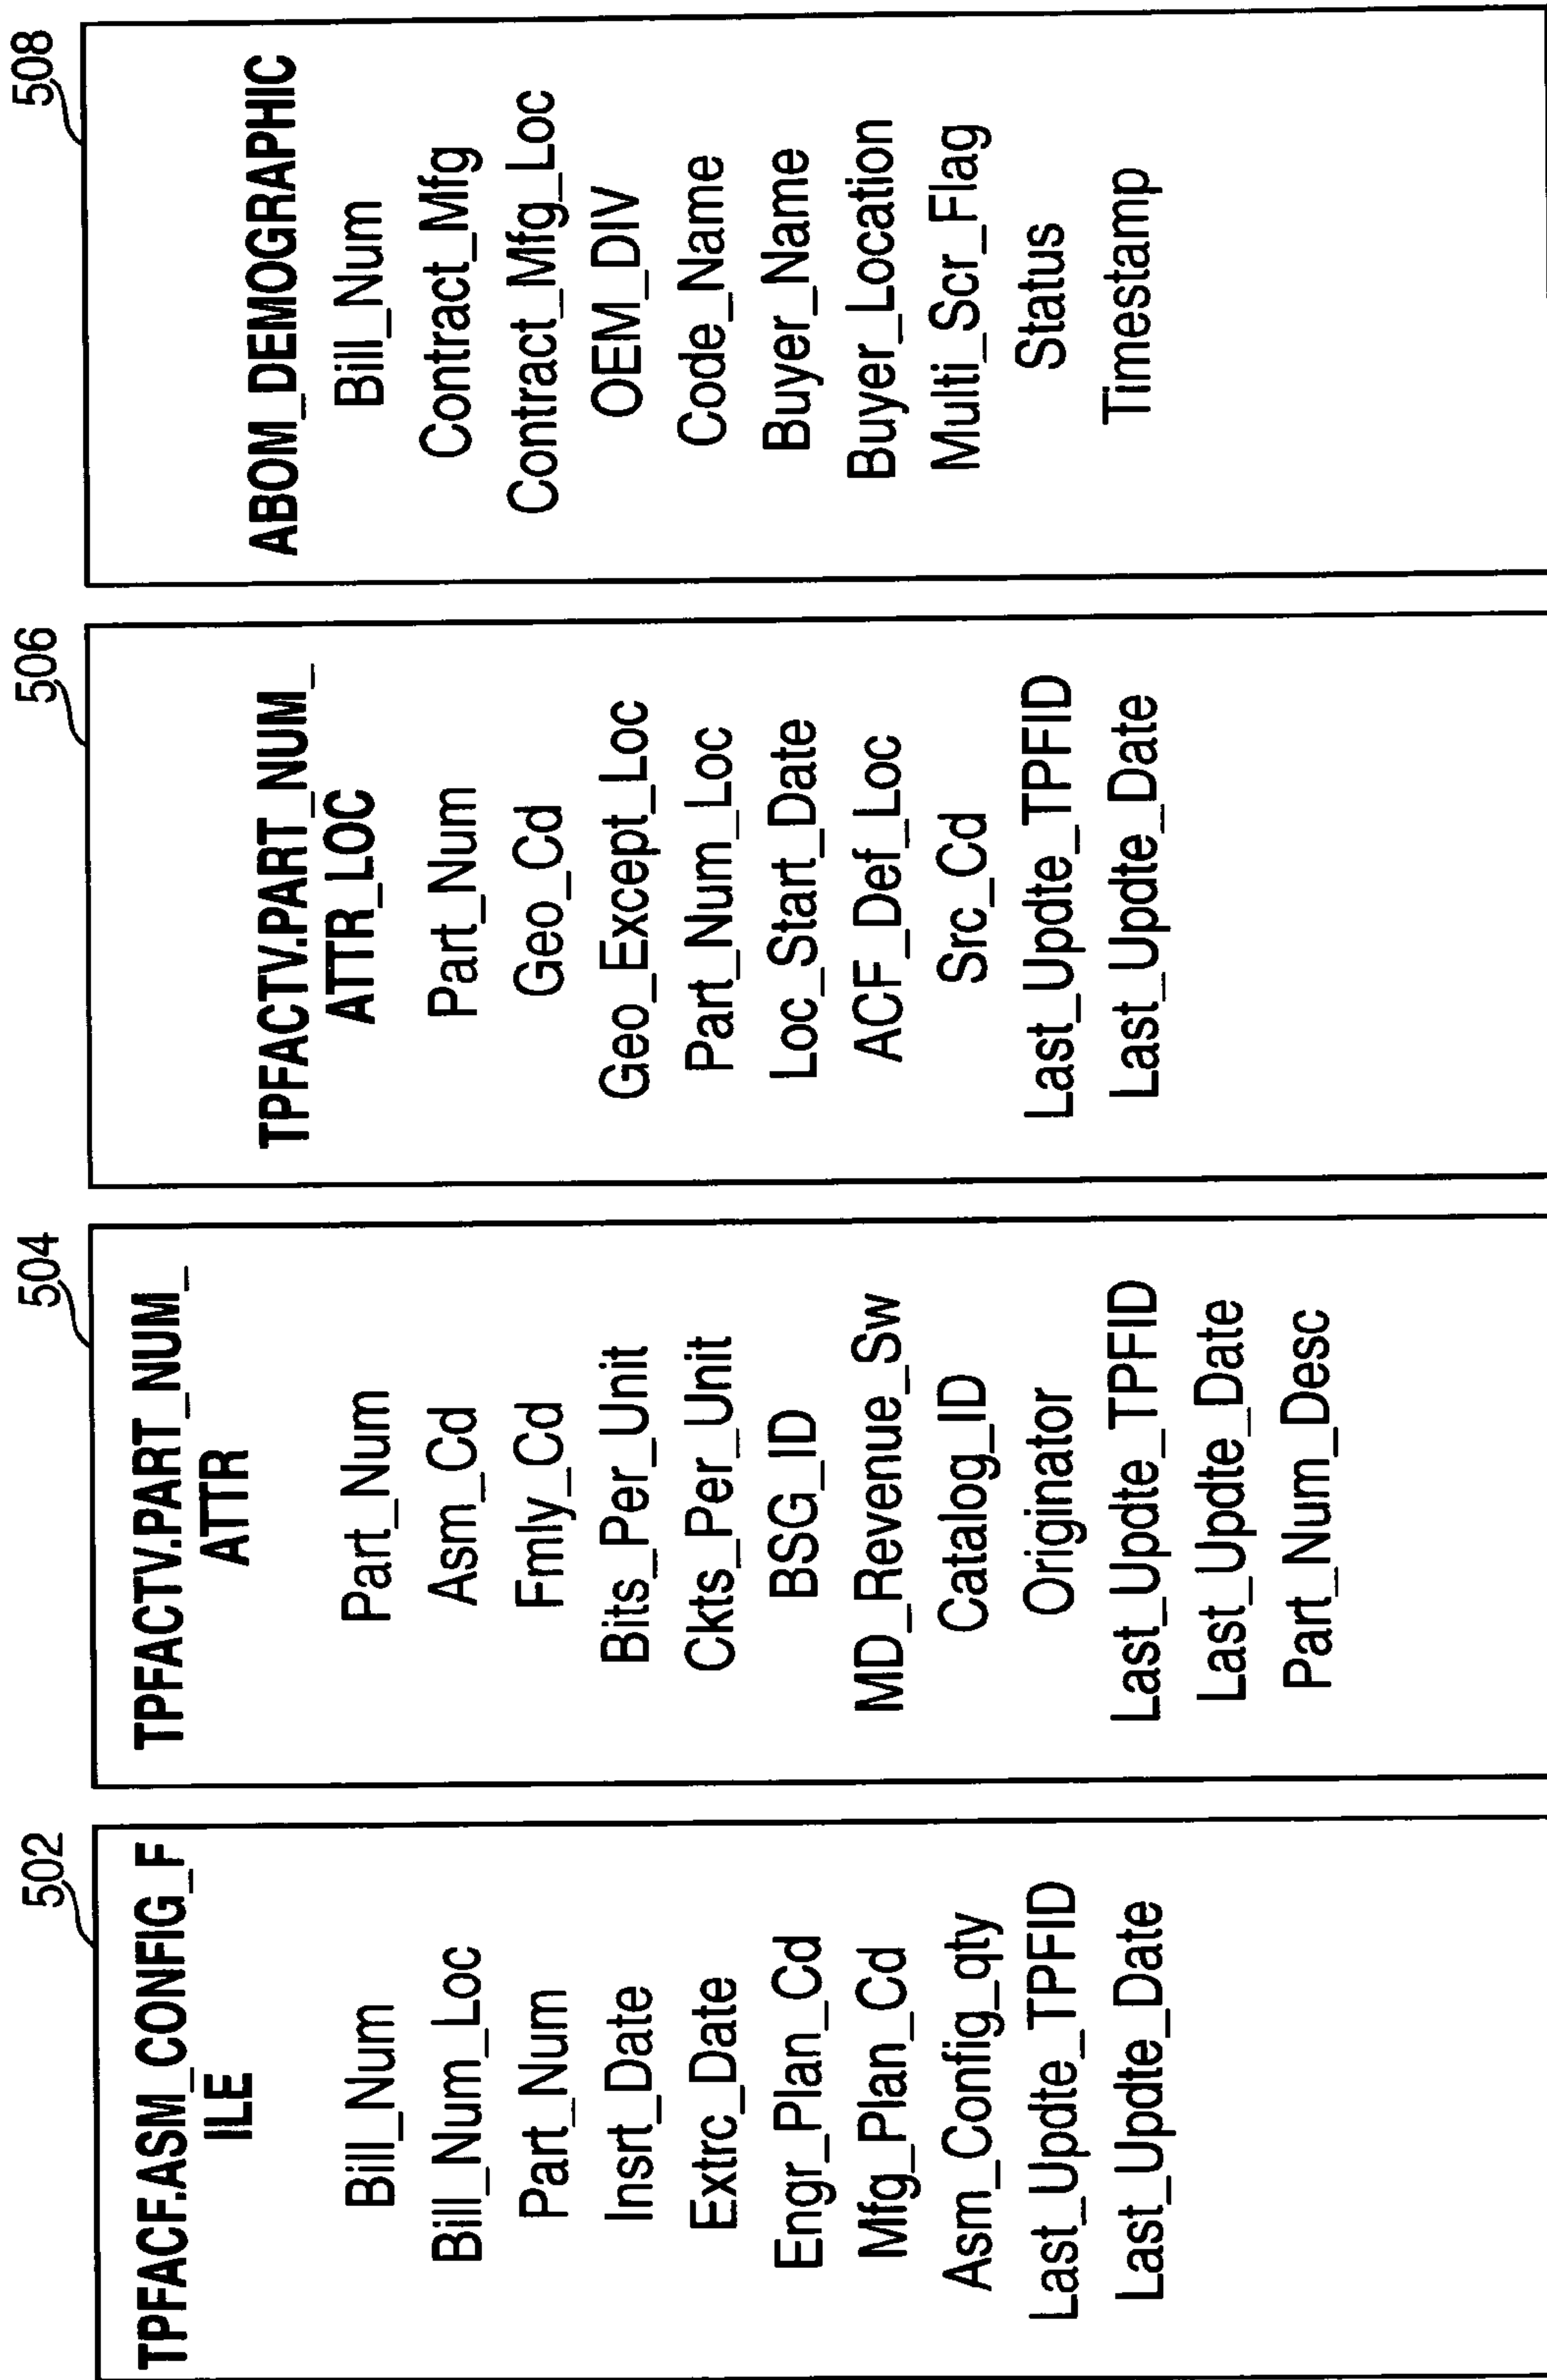 502
TPFACF.ASM_CONFIG_F
ILE
Bill_Num
Bill_Num_Loc
Part_Num
Insrt_Date
Extrc_Date
Engr_Plan_Cd
Mfg_Plan_Cd
Asm_Config_qty
Last_Updte_TPFID
Last_Updte_Date
504
TPFACTV.PART_NUM_
ATTR
Part_Num
Asm_Cd
Fmly_Cd
Bits_Per_Unit
Ckts_Per_Unit
BSG_ID
MD_Revenue_Sw
Catalog_ID
Originator
Last_Updte_TPFID
Last_Updte_Date
Part_Num_Desc
506
TPFACTV.PART_NUM_
ATTR_LOC
Part_Num
Geo_Cd
Geo_Except_Loc
Part_Num_Loc
Loc_Start_Date
ACF_Def_Loc
Src_Cd
Last_Updte_TPFID
Last_Updte_Date
508
ABOM_DEMOGRAPHIC
Bill_Num
Contract_Mfg
Contract_Mfg_Loc
OEM_DIV
Code_Name
Buyer_Name
Buyer_Location
Multi_Scr_Flag
Status
Timestamp